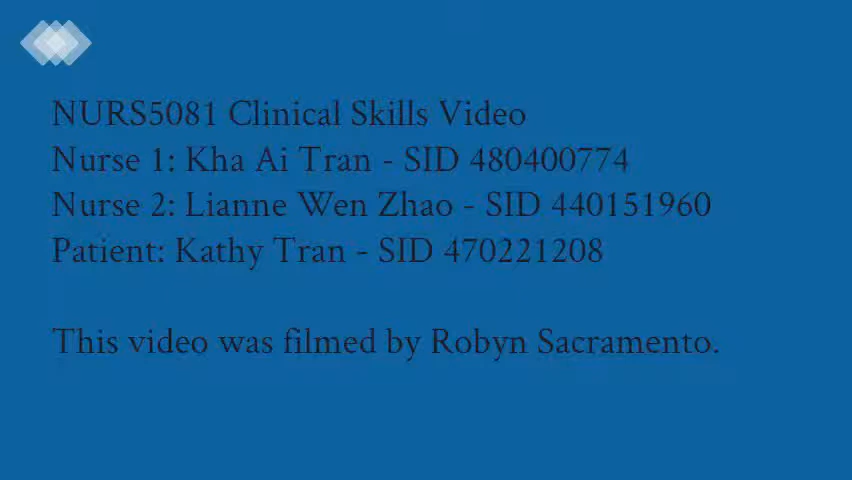 NURS5081 Clinical Skills Video
Nurse 1: Kha Ai Tran - SID 480400774
Nurse 2: Lianne Wen Zhao - SID 440151960
Patient: Kathy Tran - SID 470221208
This video was filmed by Robyn Sacramento.